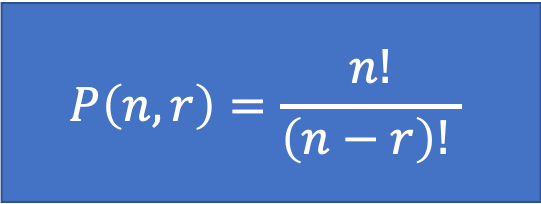 P(n, r) = n! / (n − r)!